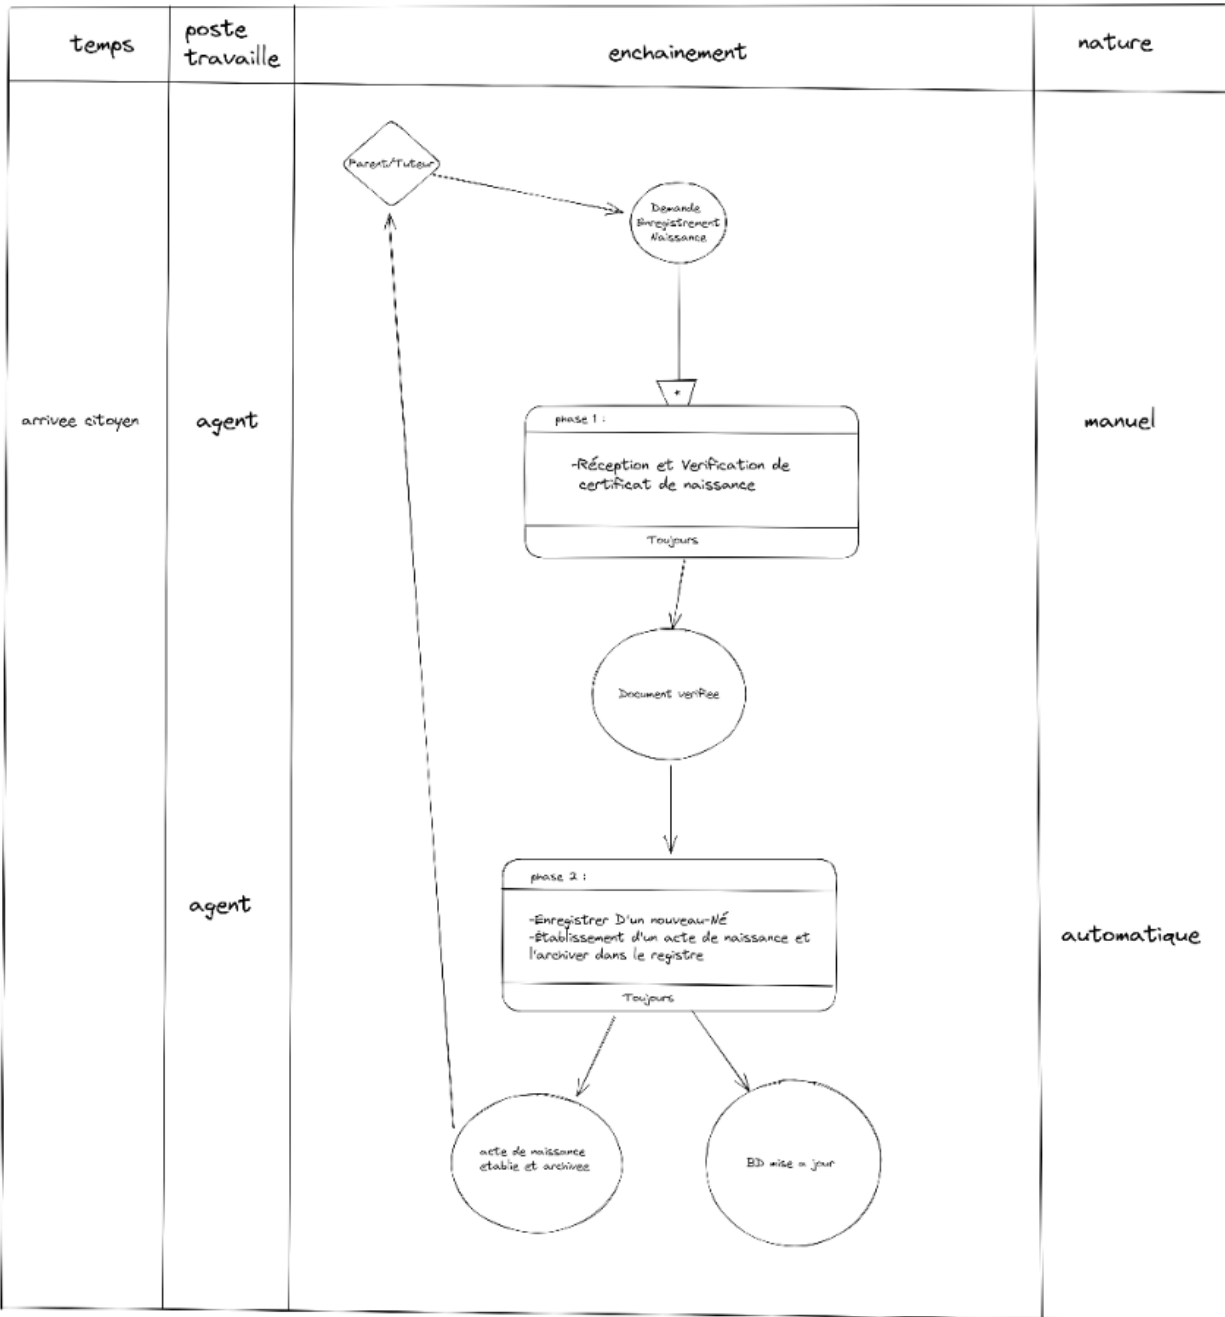 temps
poste
travaille
enchainement
nature
Parent/Tuteur
Demande
Enregistrement
Naissance
*
phase 1 :
arrivee citoyen
agent
manuel
-Réception et Verification de
certificat de naissance
Toujours
Document verifiee
phase 2 :
agent
-Enregistrer D'un nouveau-Né
-Établissement d'un acte de naissance et
l'archiver dans le registre
automatique
Toujours
acte de naissance
etablie et archivee
BD mise a jour